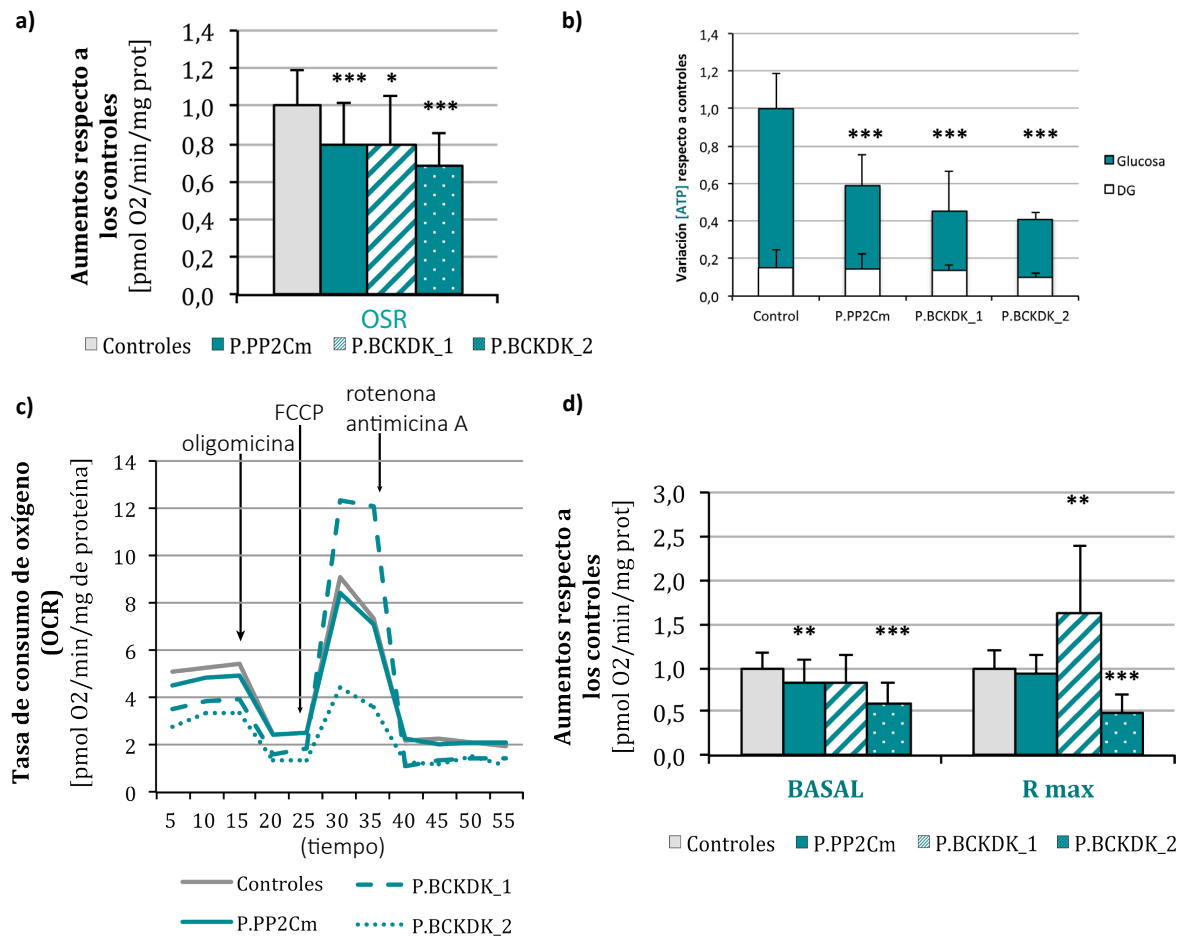 a)
Aumentos respecto a
los controles
[pmol O2/min/mg prot]
1,4
1,2
1,0
0,8
0,6
0,4
0,2
0,0
***
*
***
OSR
Controles P.PP2Cm P.BCKDK_1 P.BCKDK_2
b)
Variación [ATP] respecto a controles
1,4
1,2
1,0
0,8
0,6
0,4
0,2
0,0
*** *** ***
Control P.PP2Cm P.BCKDK_1 P.BCKDK_2
Glucosa
DG
c)
Tasa de consumo de oxígeno
(OCR)
[pmol O2/min/mg de proteína]
oligomicina
FCCP
rotenona
antimicina A
14
12
10
8
6
4
2
0
5 10 15 20 25 30 35 40 45 50 55
(tiempo)
Controles P.BCKDK_1
P.PP2Cm P.BCKDK_2
d)
Aumentos respecto a
los controles
[pmol O2/min/mg prot]
3,0
2,5
2,0
1,5
1,0
0,5
0,0
**
***
**
***
BASAL R max
Controles P.PP2Cm P.BCKDK_1 P.BCKDK_2